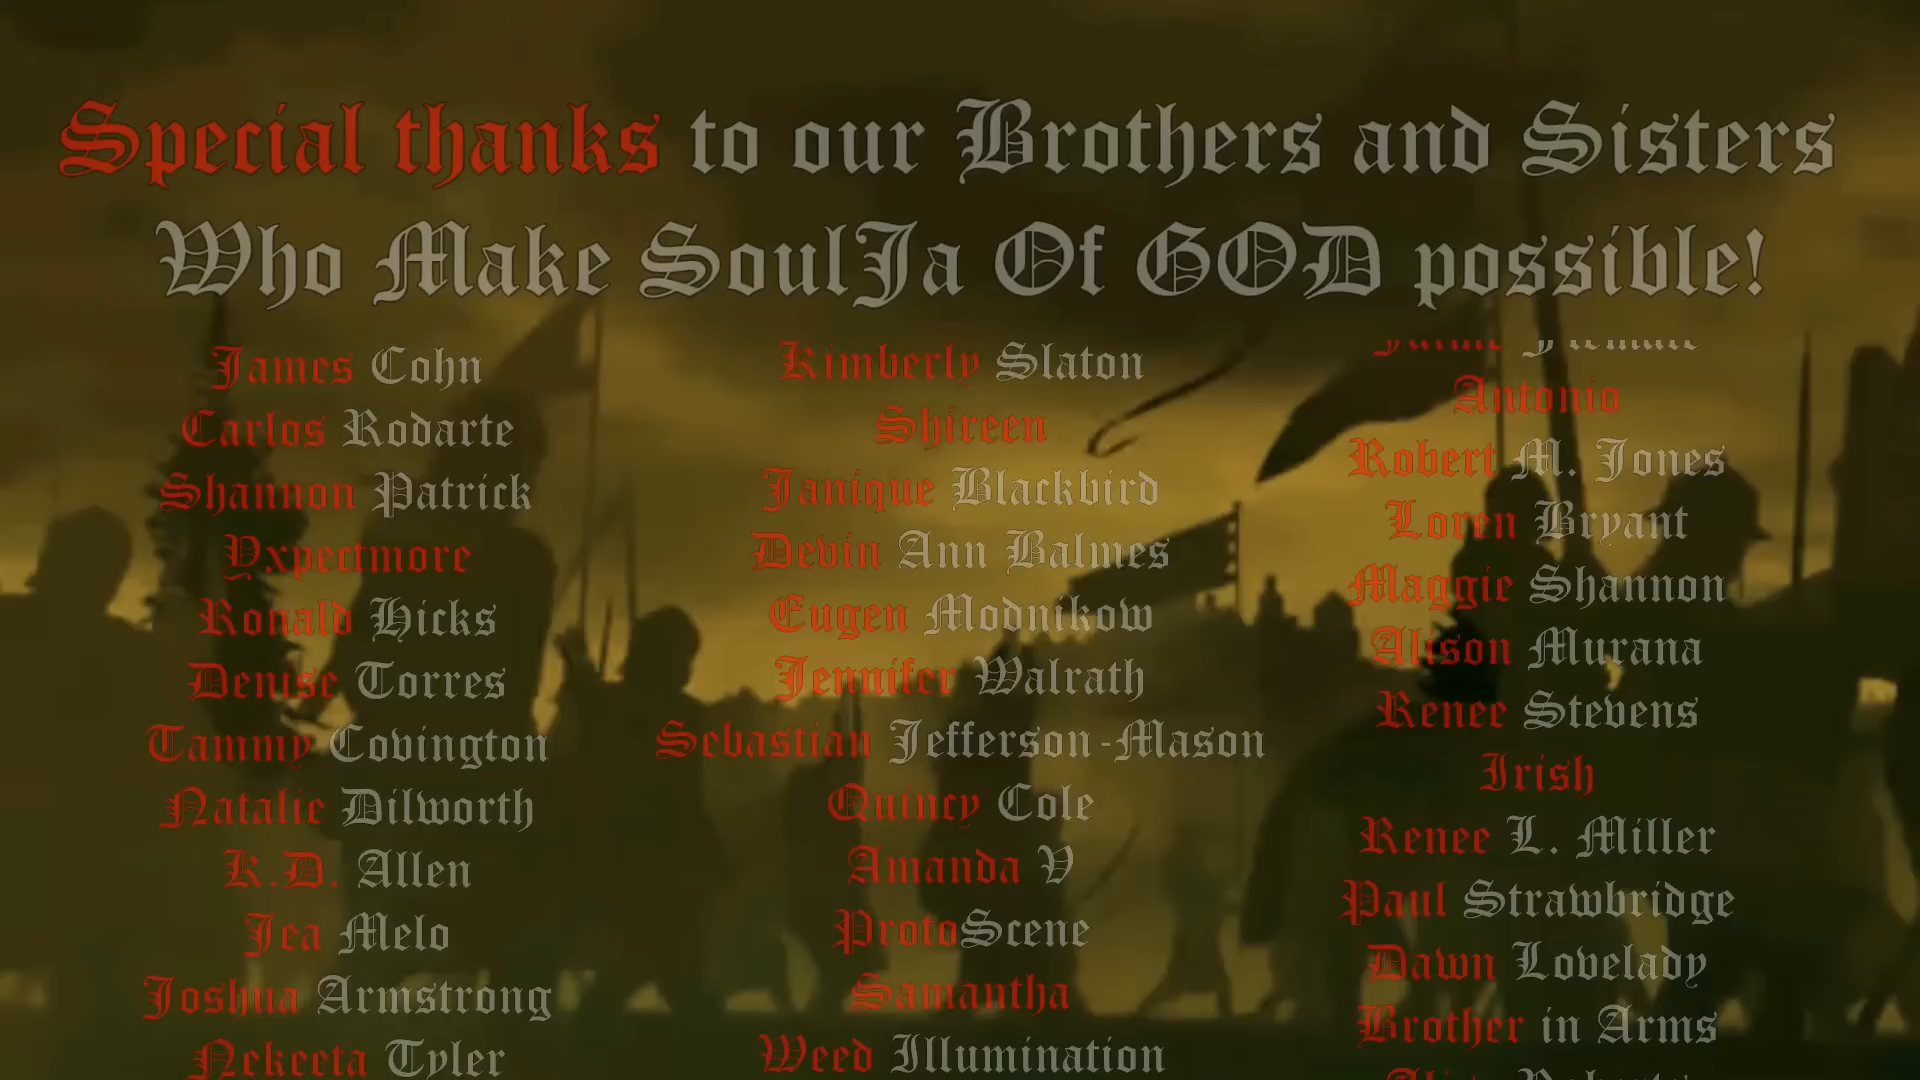 Special thanks to our Brothers and Sisters
Who Make SoulJa Of GOD possible!
James Cohn
Carlos Rodarte
Shannon Patrick
Yxpectmore
Ronald Hicks
Denise Torres
Tammy Covington
Natalie Dilworth
K.D. Allen
Jea Melo
Joshua Armstrong
Nekeeta Tyler
Kimberly Slaton
Shireen
Janique Blackbird
Devin Ann Balmes
Eugen Modnikow
Jennifer Walrath
Sebastian Jefferson-Mason
Quincy Cole
Amanda V
ProtoScene
Samantha
Weed Illumination
Antonio
Robert M. Jones
Loren Bryant
Maggie Shannon
Alison Murana
Renee Stevens
Irish
Renee L. Miller
Paul Strawbridge
Dawn Lovelady
Brother in Arms